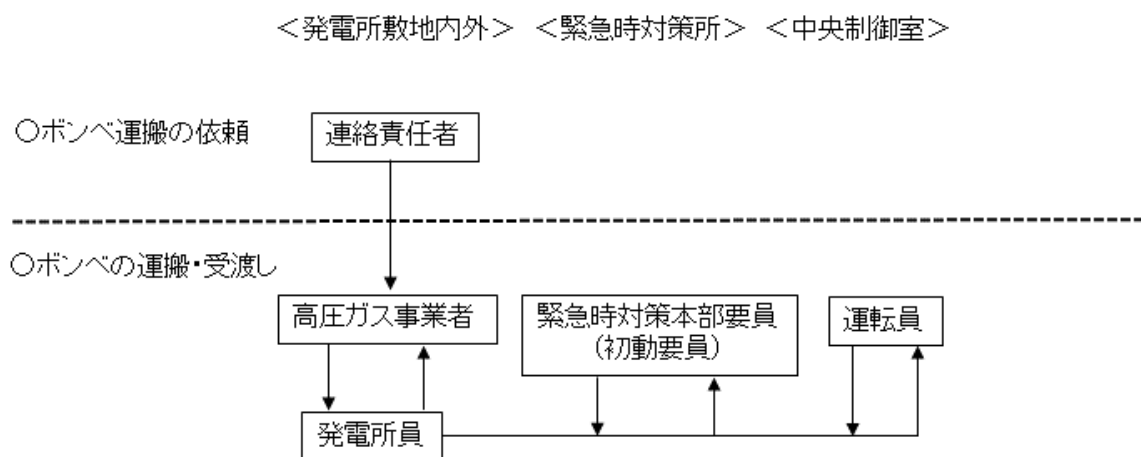 ＜発電所敷地内外＞ ＜緊急時対策所＞ ＜中央制御室＞
○ボンベ運搬の依頼
連絡責任者
○ボンベの運搬・受渡し
高圧ガス事業者
緊急時対策本部要員
（初動要員）
運転員
発電所員